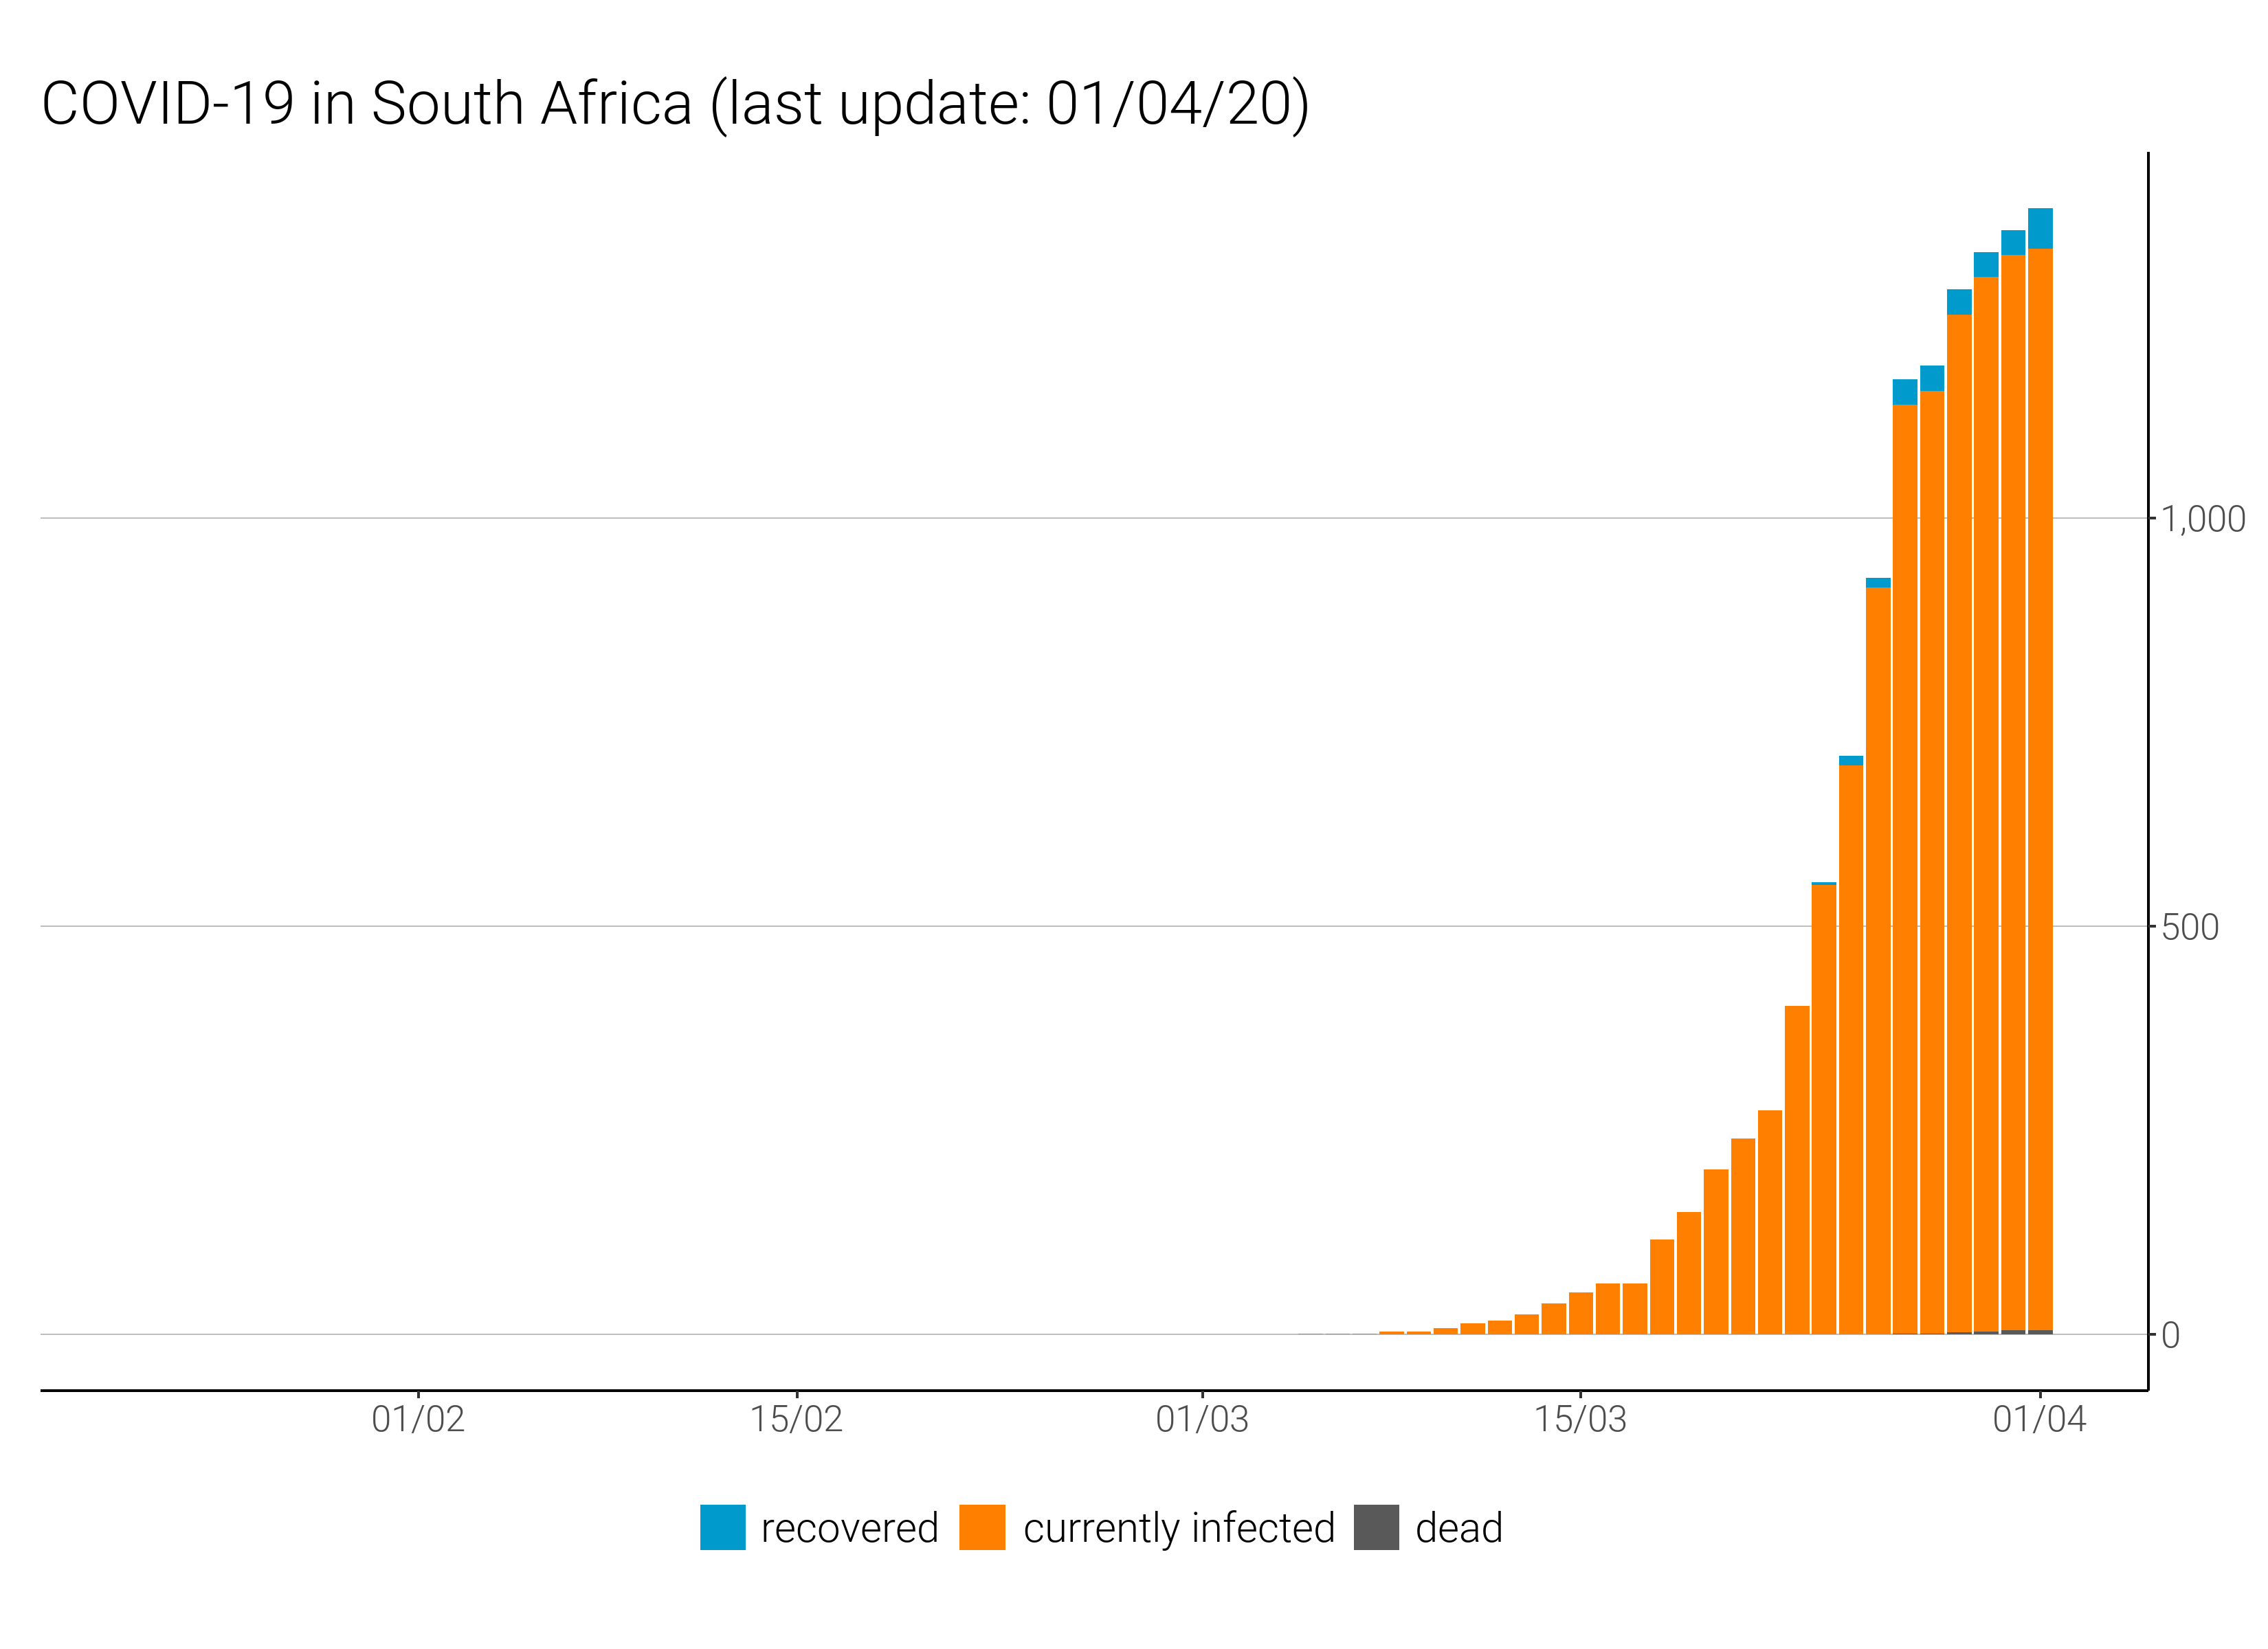 COVID-19 in South Africa (last update: 01/04/20)
1,000
500
0
01/02 15/02 01/03 15/03 01/04
recovered currently infected dead